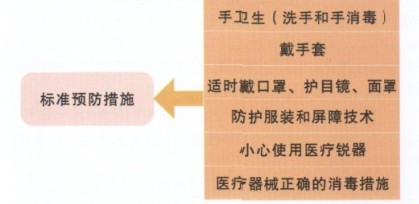 手卫生（洗手和手消毒）
戴手套
适时戴口罩、护目镜、面罩
标准预防措施
防护服装和屏障技术
小心使用医疗锐器
医疗器械正确的消毒措施